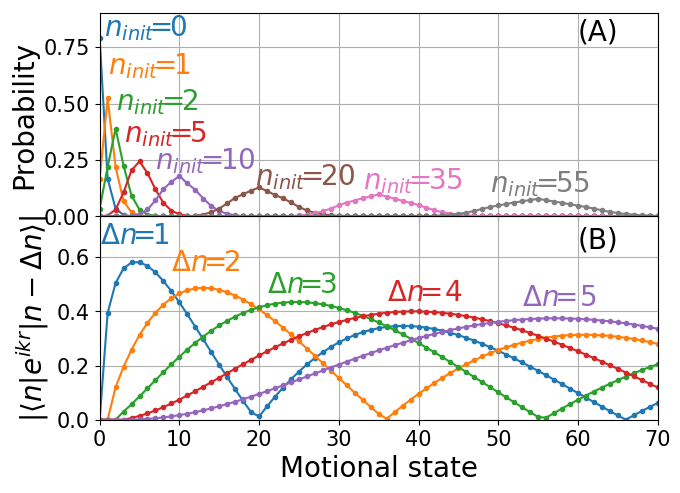 (A)
Probability
0.75
0.50
0.25
0.00
n_init=0
n_init=1
n_init=2
n_init=5
n_init=10
n_init=20
n_init=35
n_init=55
(B)
|⟨n|e^{ikr}|n − Δn⟩|
0.6
0.4
0.2
0.0
Δn=1
Δn=2
Δn=3
Δn=4
Δn=5
0 10 20 30 40 50 60 70
Motional state